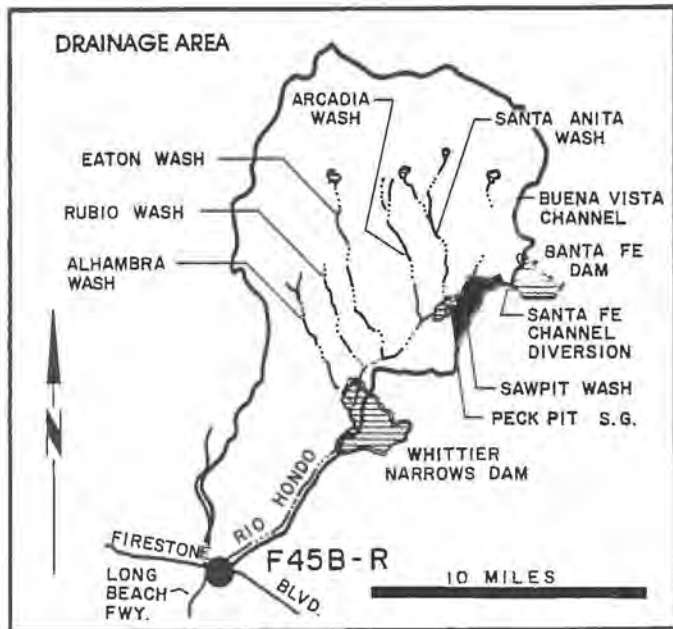 DRAINAGE AREA
ARCADIA
WASH
SANTA ANITA
WASH
EATON WASH
RUBIO WASH
BUENA VISTA
CHANNEL
ALHAMBRA
WASH
SANTA FE
DAM
SANTA FE
CHANNEL
DIVERSION
SAWPIT WASH
PECK PIT S.G.
N
WHITTIER
NARROWS DAM
RIO HONDO
FIRESTONE
BLVD.
F45B-R
LONG
BEACH
FWY.
10 MILES